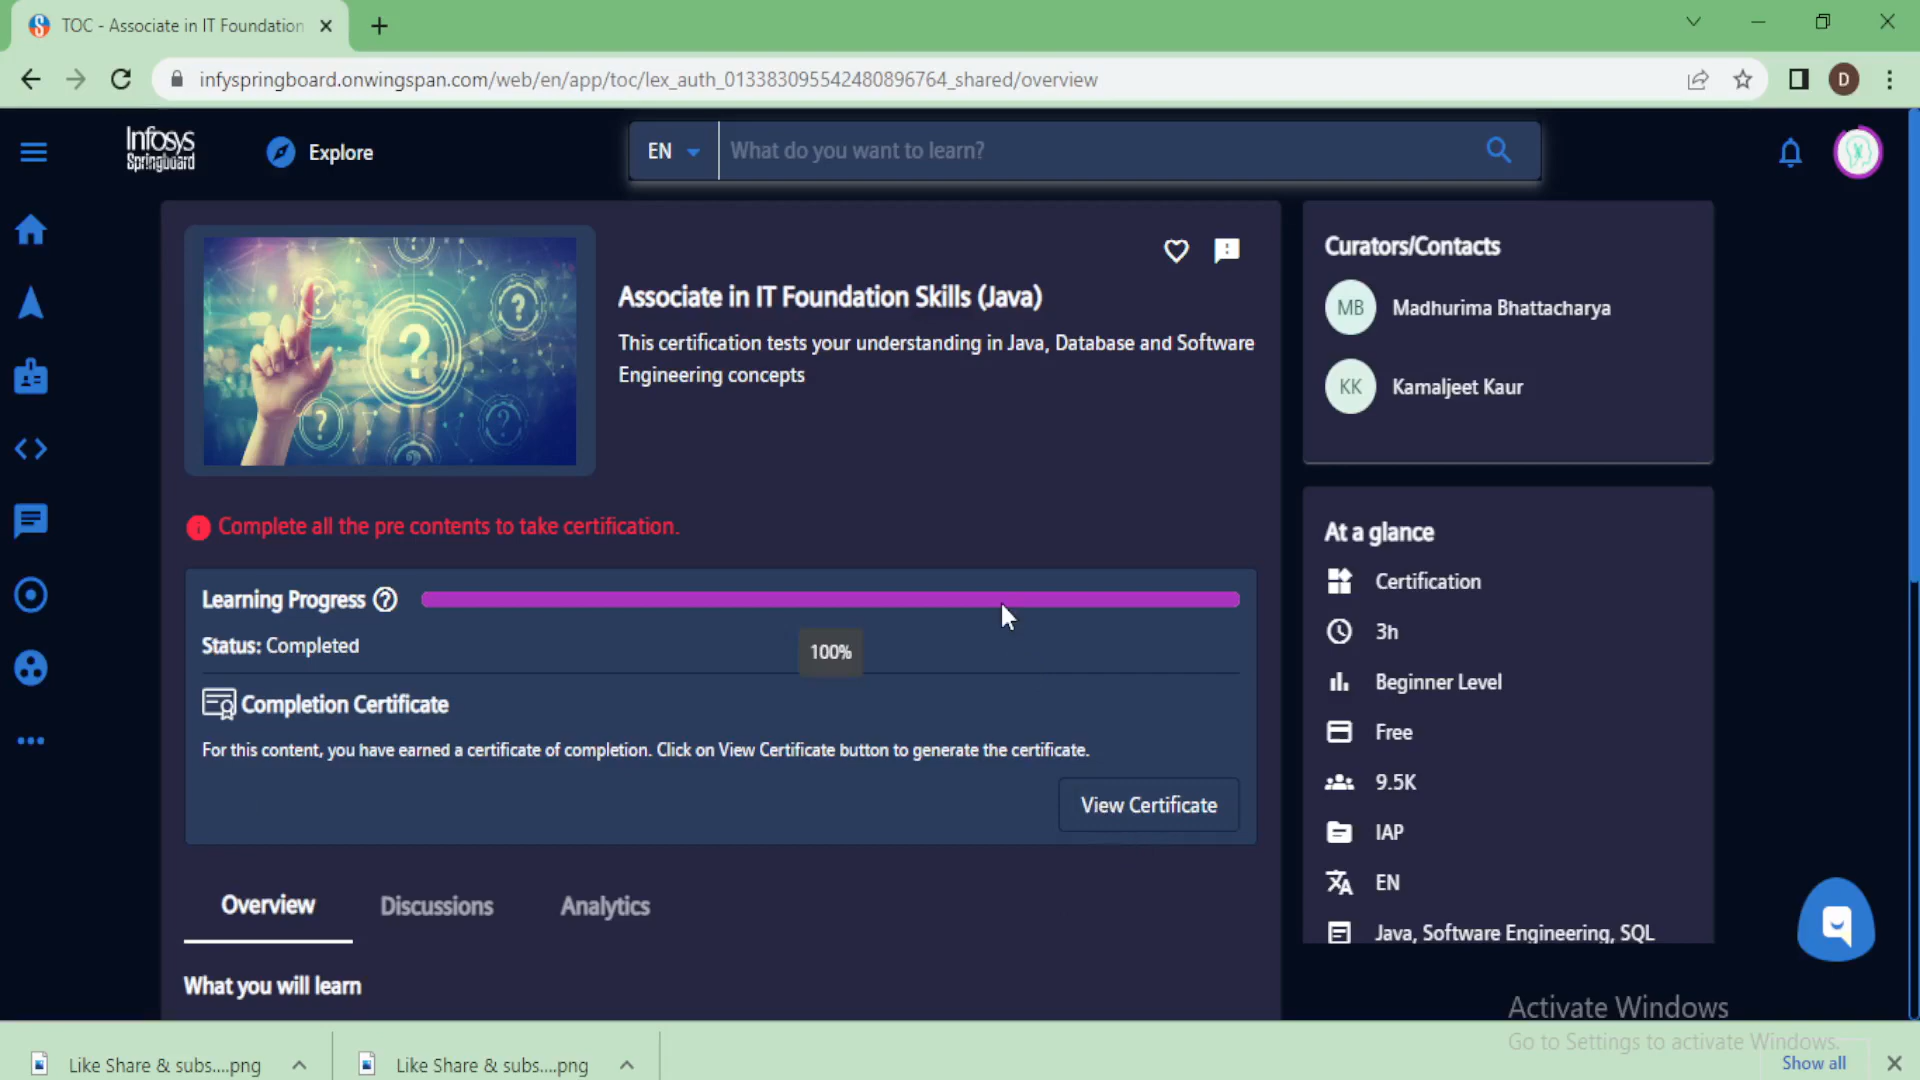 TOC - Associate in IT Foundation
infyspringboard.onwingspan.com/web/en/app/toc/lex_auth_013383095542480896764_shared/overview
D
Infosys
Springboard
Explore
EN
What do you want to learn?
Associate in IT Foundation Skills (Java)
This certification tests your understanding in Java, Database and Software
Engineering concepts
Complete all the pre contents to take certification.
Learning Progress
Status: Completed
100%
Completion Certificate
For this content, you have earned a certificate of completion. Click on View Certificate button to generate the certificate.
View Certificate
Overview
Discussions
Analytics
What you will learn
Curators/Contacts
MB
Madhurima Bhattacharya
KK
Kamaljeet Kaur
At a glance
Certification
3h
Beginner Level
Free
9.5K
IAP
EN
Java, Software Engineering, SQL
Activate Windows
Go to Settings to activate Windows.
Like Share & subs....png
Like Share & subs....png
Show all